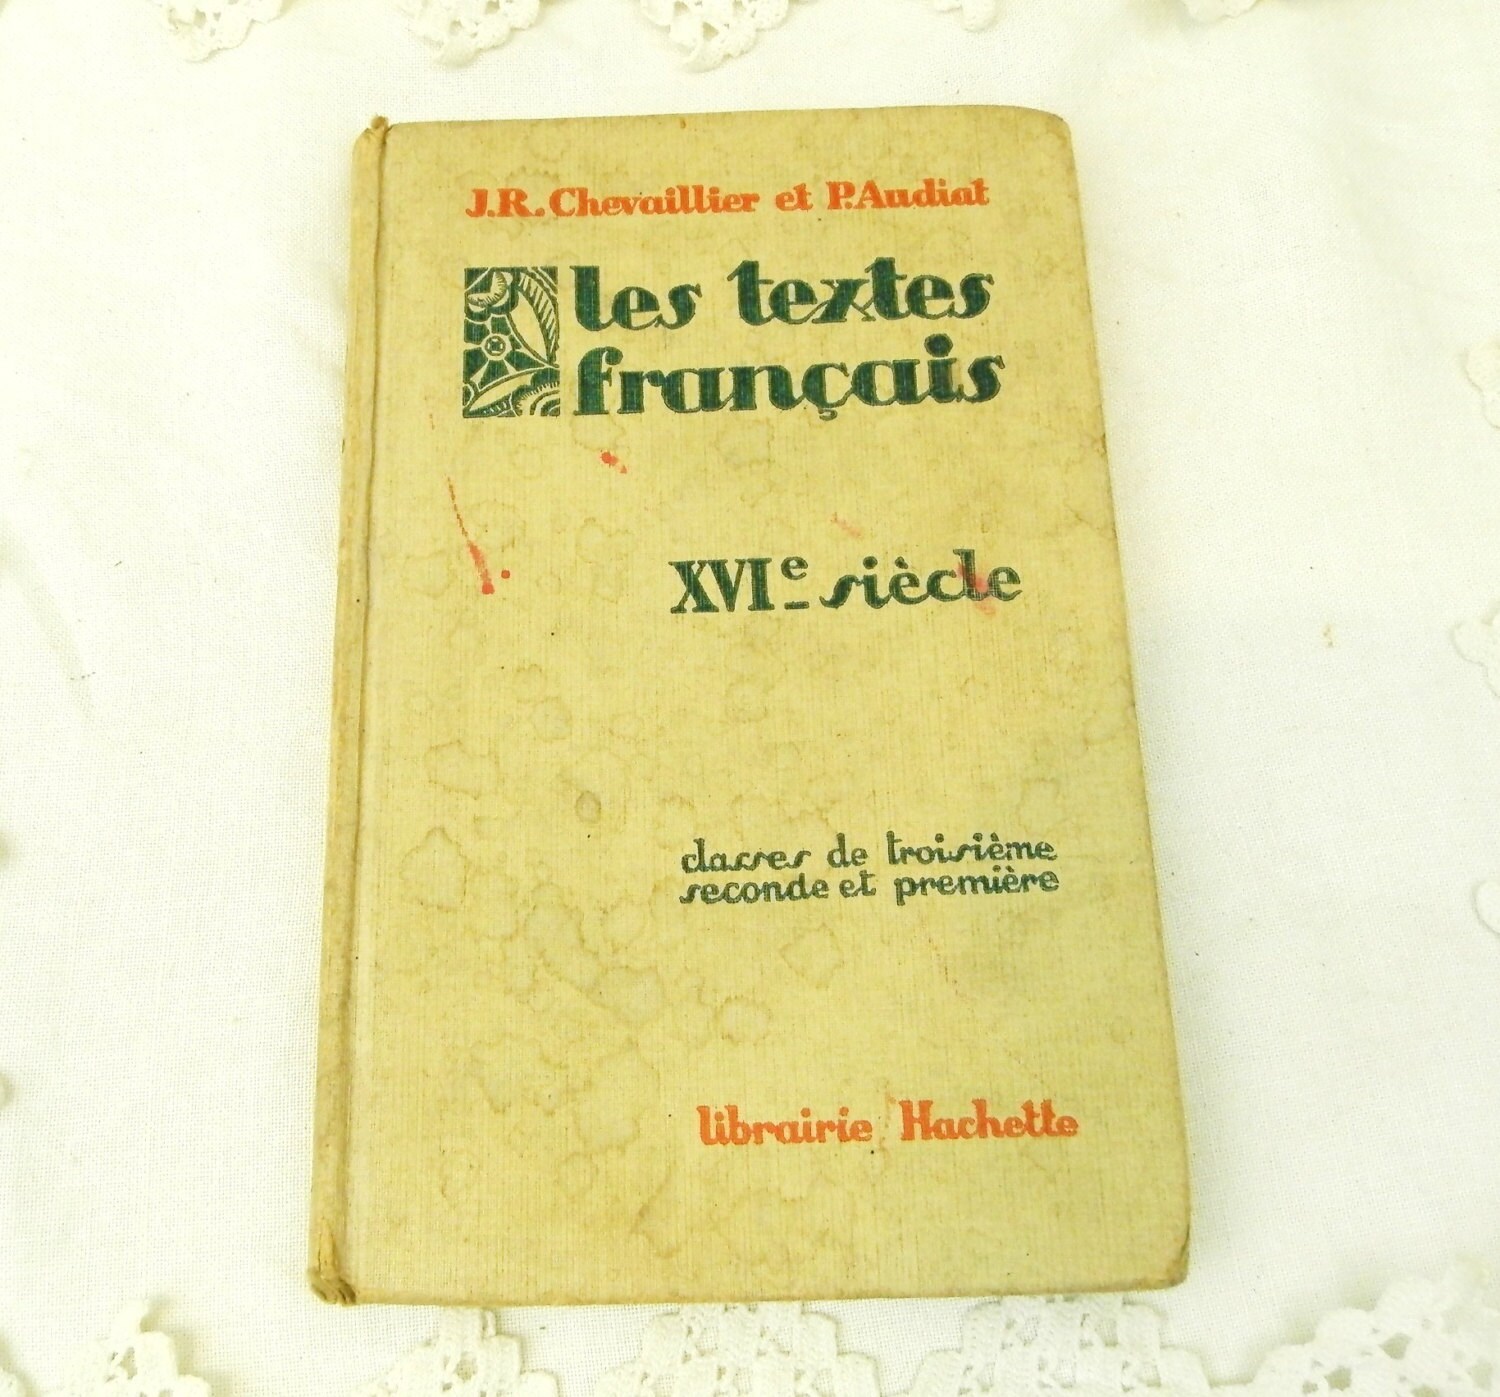 J.R. Chevaillier et P. Audiat
les textes
français
XVIe siècle
classes de troisième
seconde et première
librairie Hachette